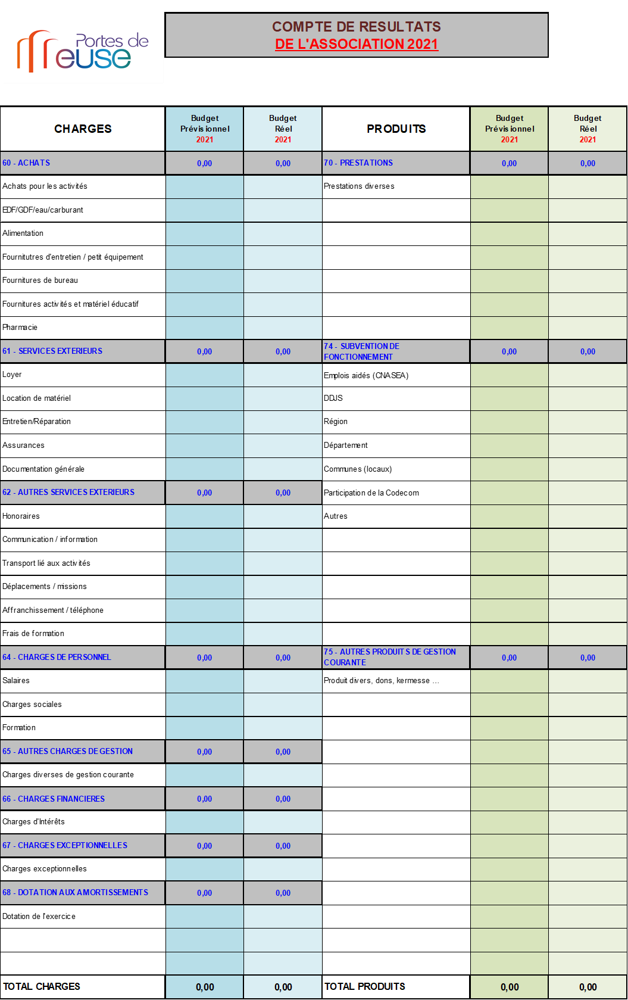 Portes de
Meuse
COMPTE DE RESULTATS
DE L'ASSOCIATION 2021
CHARGES
Budget
Prévisionnel
2021
Budget
Réel
2021
PRODUITS
Budget
Prévisionnel
2021
Budget
Réel
2021
60 - ACHATS 0,00 0,00 70 - PRESTATIONS 0,00 0,00
Achats pour les activités Prestations diverses
EDF/GDF/eau/carburant
Alimentation
Fournitutres d'entretien / petit équipement
Fournitures de bureau
Fournitures activités et matériel éducatif
Pharmacie
61 - SERVICES EXTERIEURS 0,00 0,00 74 - SUBVENTION DE
FONCTIONNEMENT 0,00 0,00
Loyer Emplois aidés (CNASEA)
Location de matériel DDJS
Entretien/Réparation Région
Assurances Département
Documentation générale Communes (locaux)
62 - AUTRES SERVICES EXTERIEURS 0,00 0,00 Participation de la Codecom
Honoraires Autres
Communication / information
Transport lié aux activités
Déplacements / missions
Affranchissement / téléphone
Frais de formation
64 - CHARGES DE PERSONNEL 0,00 0,00 75 - AUTRES PRODUITS DE GESTION
COURANTE 0,00 0,00
Salaires Produit divers, dons, kermesse ...
Charges sociales
Formation
65 - AUTRES CHARGES DE GESTION 0,00 0,00
Charges diverses de gestion courante
66 - CHARGES FINANCIERES 0,00 0,00
Charges d'Intérêts
67 - CHARGES EXCEPTIONNELLES 0,00 0,00
Charges exceptionnelles
68 - DOTATION AUX AMORTISSEMENTS 0,00 0,00
Dotation de l'exercice
TOTAL CHARGES 0,00 0,00 TOTAL PRODUITS 0,00 0,00